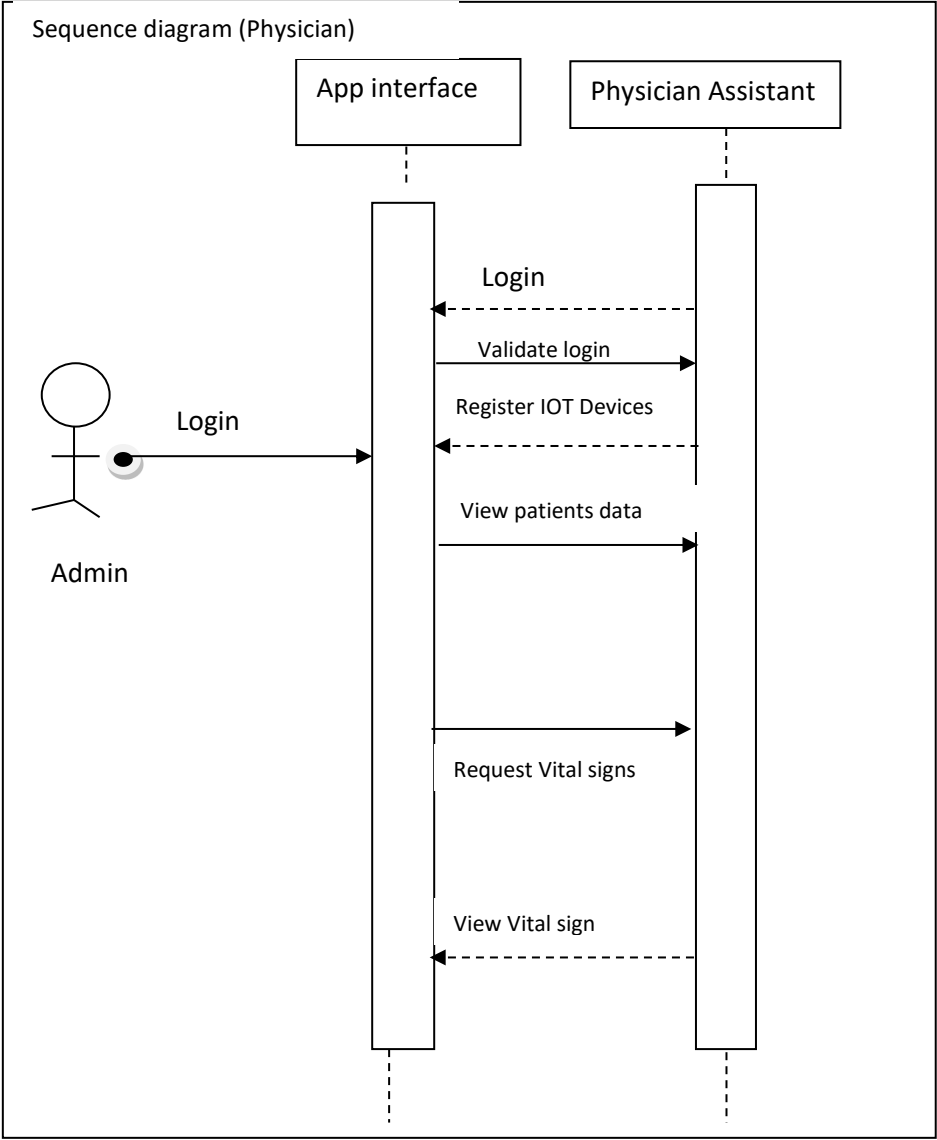 Sequence diagram (Physician)
App interface
Physician Assistant
Login
Validate login
Register IOT Devices
Login
View patients data
Admin
Request Vital signs
View Vital sign